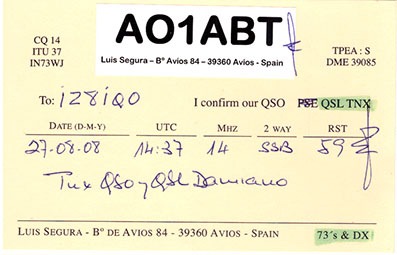 CQ 14
ITU 37
IN73WJ
AO1ABT
Luis Segura – Bº Avios 84 – 39360 Avios - Spain
TPEA : S
DME 39085
To: IZ8IQO I confirm our QSO PSE QSL TNX
DATE (D-M-Y) UTC MHZ 2 WAY RST
27-08-08 14:37 14 SSB 59
Tnx QSO y QSL Damiano
LUIS SEGURA - Bº DE AVIOS 84 - 39360 AVIOS - SPAIN 73´s & DX